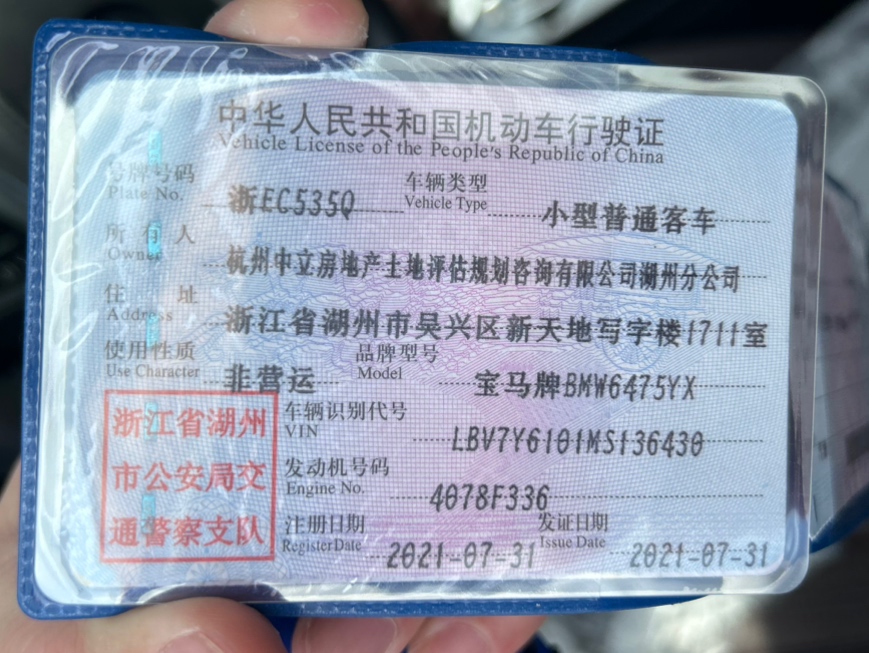 中华人民共和国机动车行驶证
Vehicle License of the People's Republic of China
号牌号码 浙EC535Q 车辆类型 小型普通客车
Plate No. Vehicle Type
所有人 杭州中立房地产土地评估规划咨询有限公司湖州分公司
Owner
住址 浙江省湖州市吴兴区新天地写字楼1711室
Address
使用性质 非营运 品牌型号 宝马牌BMW6475YX
Use Character Model
浙江省湖州
市公安局交
通警察支队
车辆识别代号 LBV7Y6101MS136430
VIN
发动机号码 4078F336
Engine No.
注册日期 2021-07-31 发证日期 2021-07-31
Register Date Issue Date